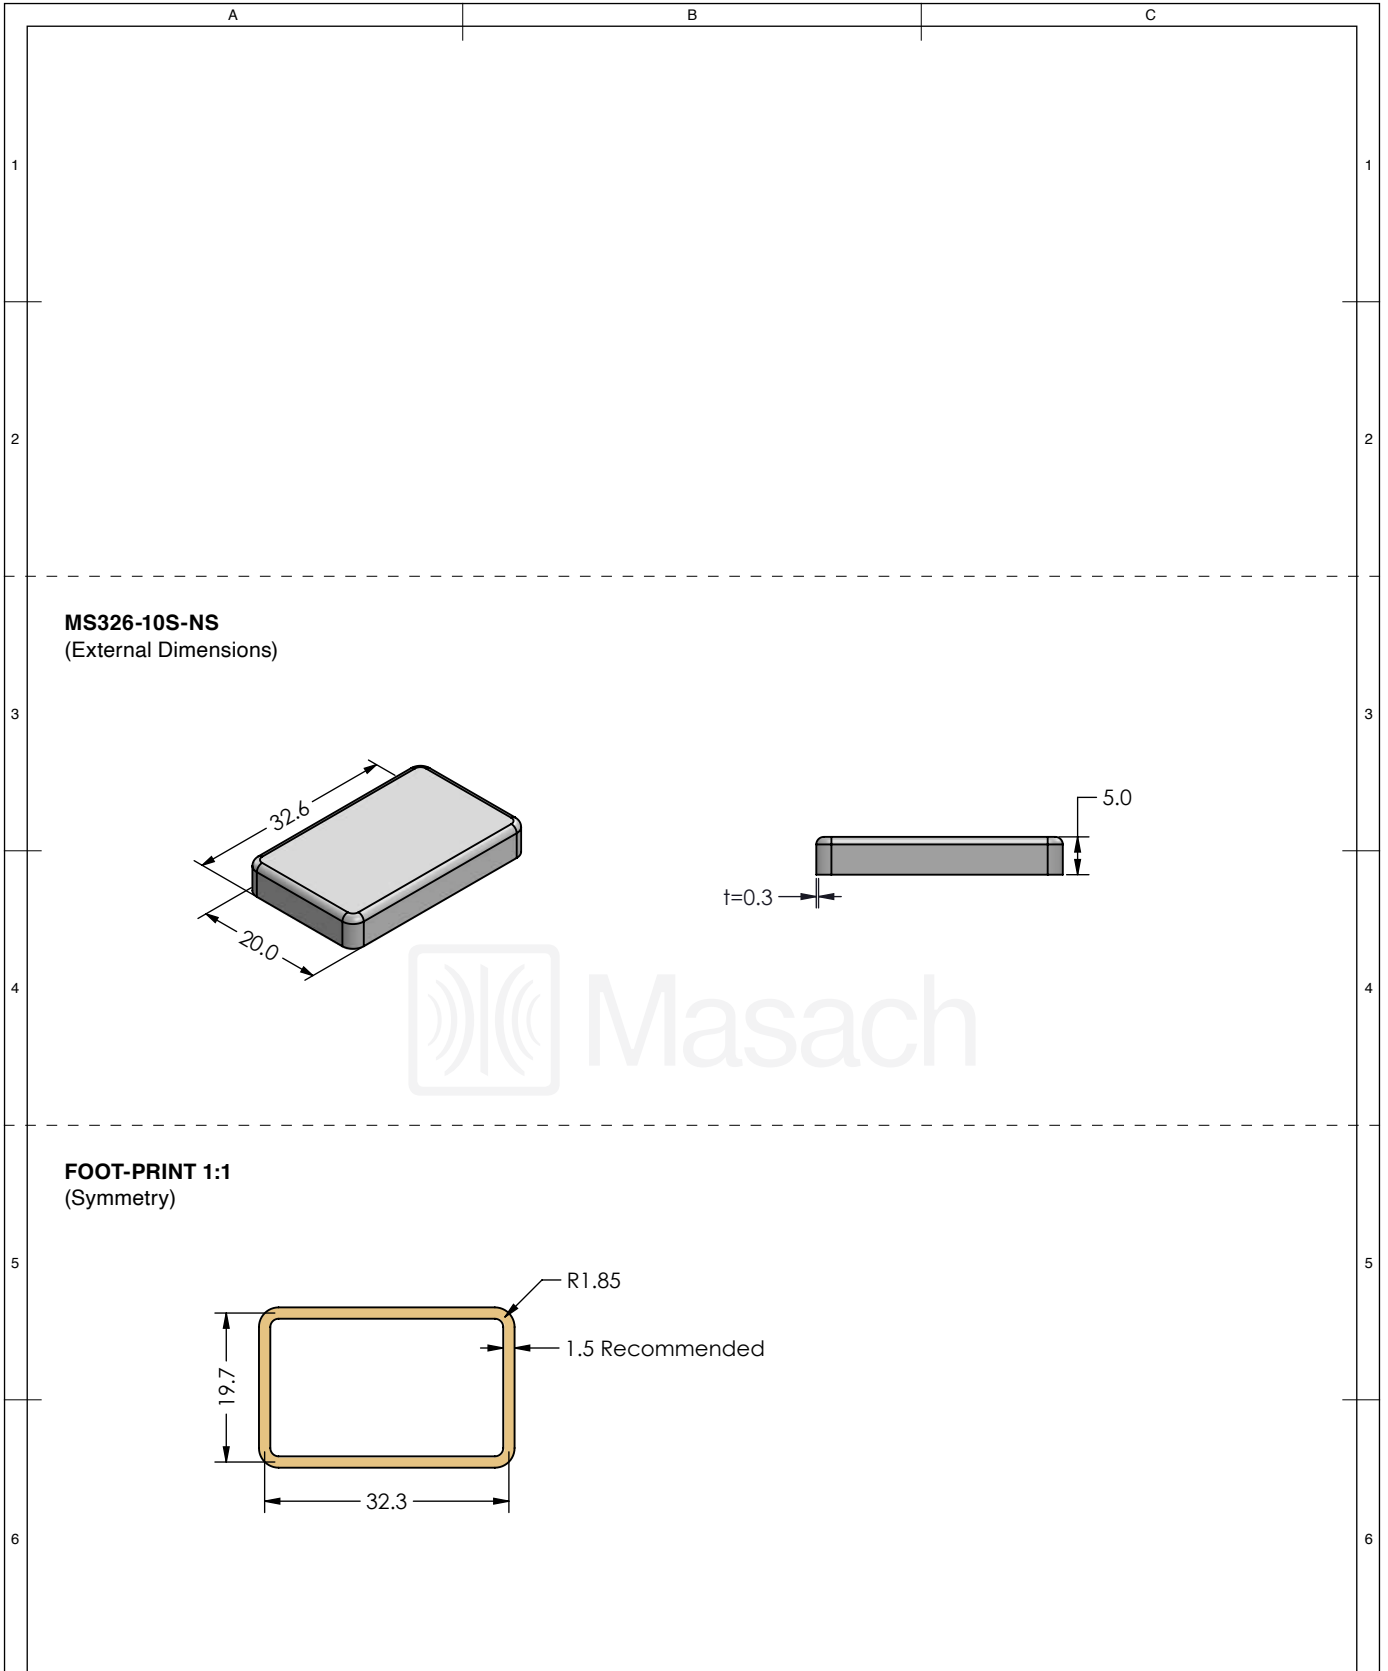 A B C
1 1
2 2
MS326-10S-NS
(External Dimensions)
3 3
32.6
5.0
t=0.3
20.0
Masach
4 4
FOOT-PRINT 1:1
(Symmetry)
5 5
R1.85
1.5 Recommended
19.7
32.3
6 6